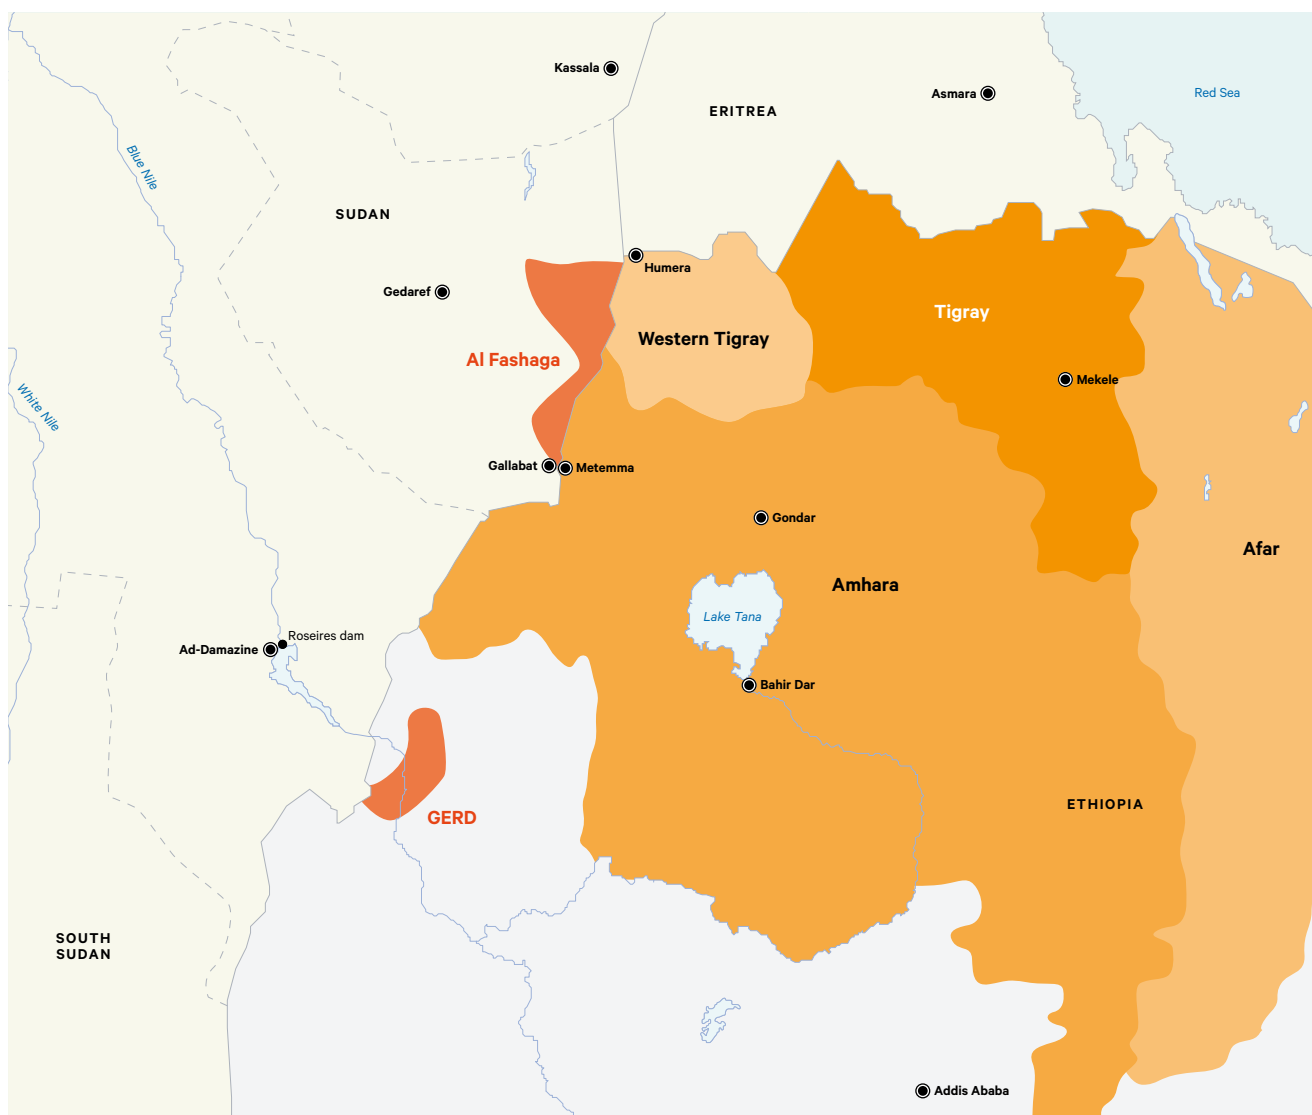 Kassala
Asmara
Red Sea
ERITREA
Blue Nile
SUDAN
Humera
Gedaref
Tigray
Western Tigray
Al Fashaga
Mekele
White Nile
Gallabat
Metemma
Gondar
Afar
Amhara
Lake Tana
Roseires dam
Ad-Damazine
Bahir Dar
ETHIOPIA
GERD
SOUTH
SUDAN
Addis Ababa